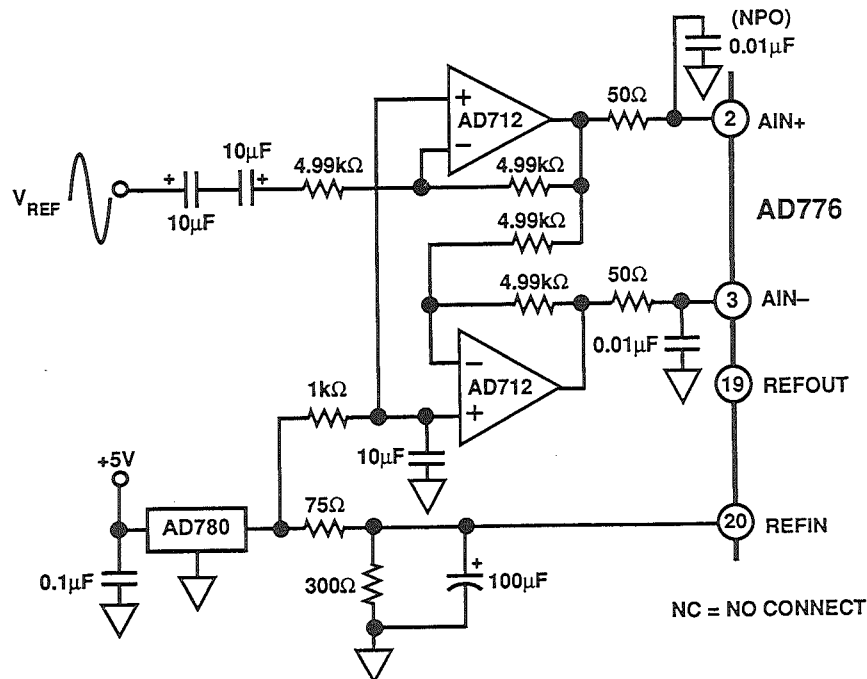 (NPO)
0.01µF
50Ω
+
AD712
−
2
AIN+
10µF
4.99kΩ
4.99kΩ
V REF
+
+
10µF
AD776
4.99kΩ
4.99kΩ
50Ω
3
AIN–
0.01µF
−
AD712
+
19
REFOUT
1kΩ
10µF
+5V
75Ω
AD780
20
REFIN
0.1µF
300Ω
+
100µF
NC = NO CONNECT